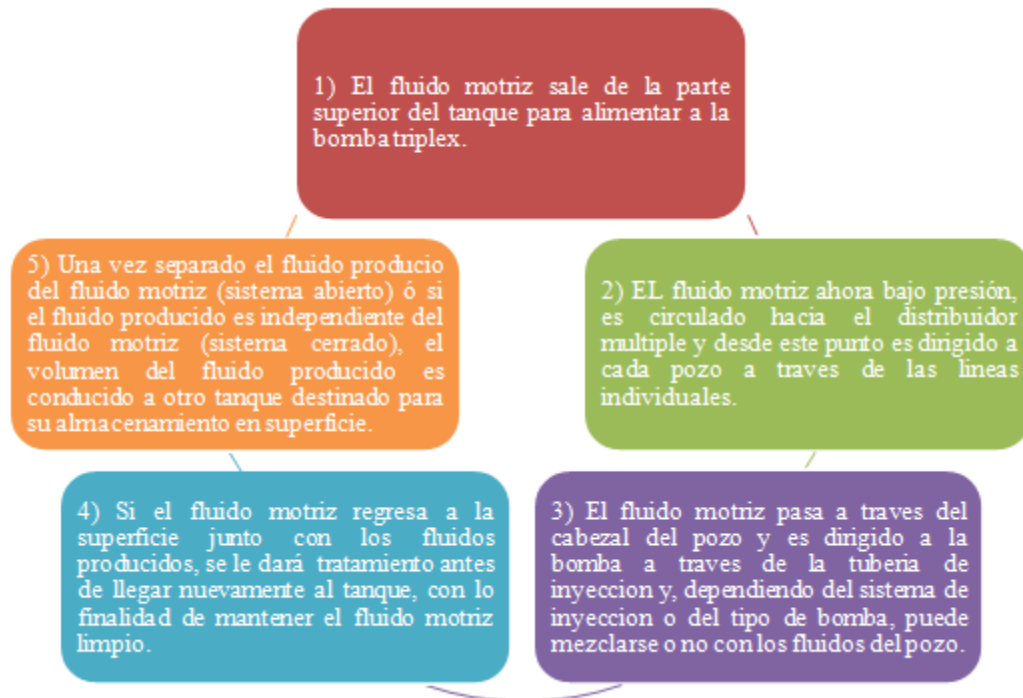 1) El fluido motriz sale de la parte
superior del tanque para alimentar a la
bomba triplex.
2) EL fluido motriz ahora bajo presión,
es circulado hacia el distribuidor
multiple y desde este punto es dirigido a
cada pozo a traves de las lineas
individuales.
3) El fluido motriz pasa a traves del
cabezal del pozo y es dirigido a la
bomba a traves de la tuberia de
inyeccion y, dependiendo del sistema de
inyeccion o del tipo de bomba, puede
mezclarse o no con los fluidos del pozo.
4) Si el fluido motriz regresa a la
superficie junto con los fluidos
producidos, se le dará tratamiento antes
de llegar nuevamente al tanque, con lo
finalidad de mantener el fluido motriz
limpio.
5) Una vez separado el fluido producio
del fluido motriz (sistema abierto) ó si
el fluido producido es independiente del
fluido motriz (sistema cerrado), el
volumen del fluido producido es
conducido a otro tanque destinado para
su almacenamiento en superficie.